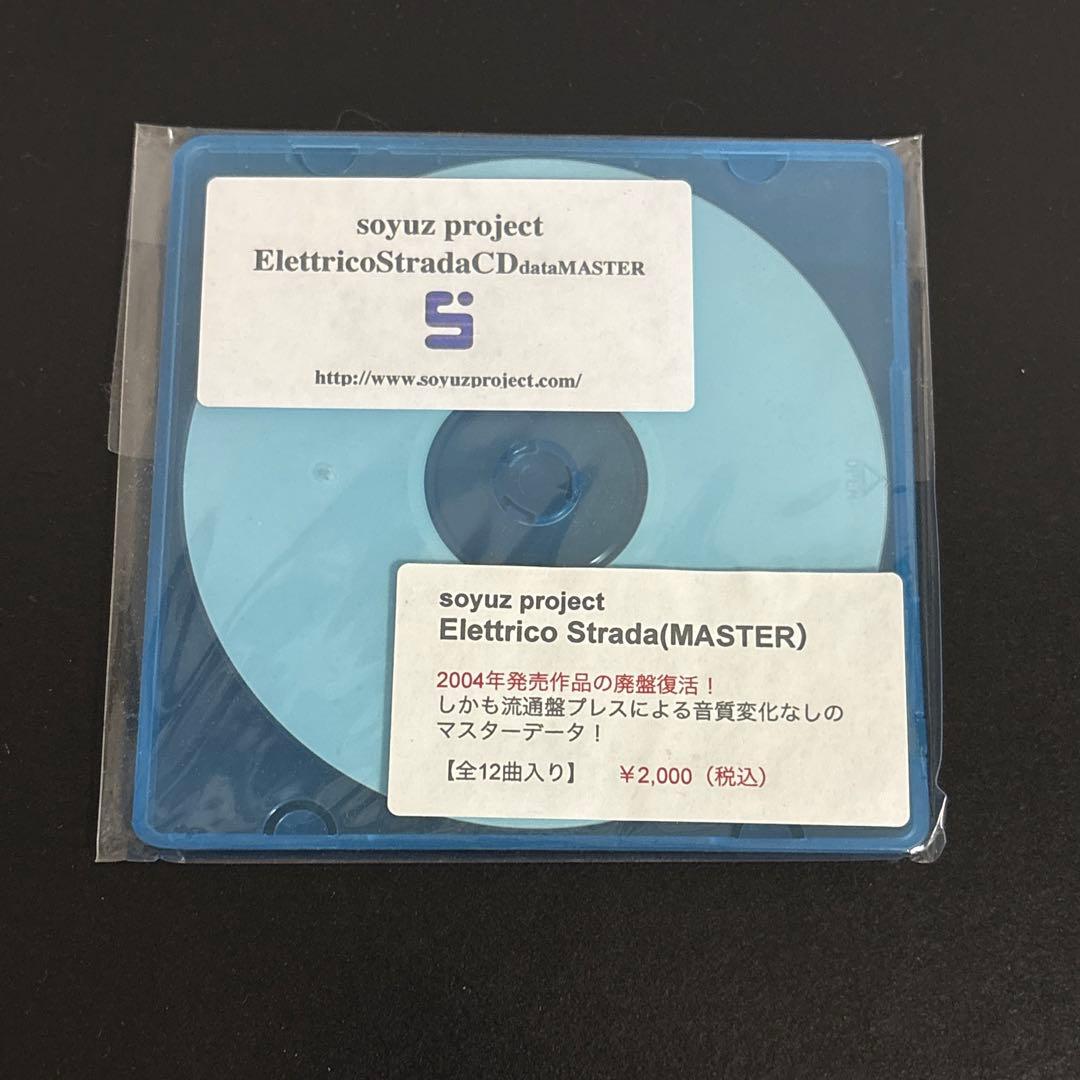 soyuz project
ElettricoStradaCDdataMASTER
http://www.soyuzproject.com/
OPEN
soyuz project
Elettrico Strada(MASTER)
2004年発売作品の廃盤復活！
しかも流通盤プレスによる音質変化なしの
マスターデータ！
【全12曲入り】 ￥2,000（税込）